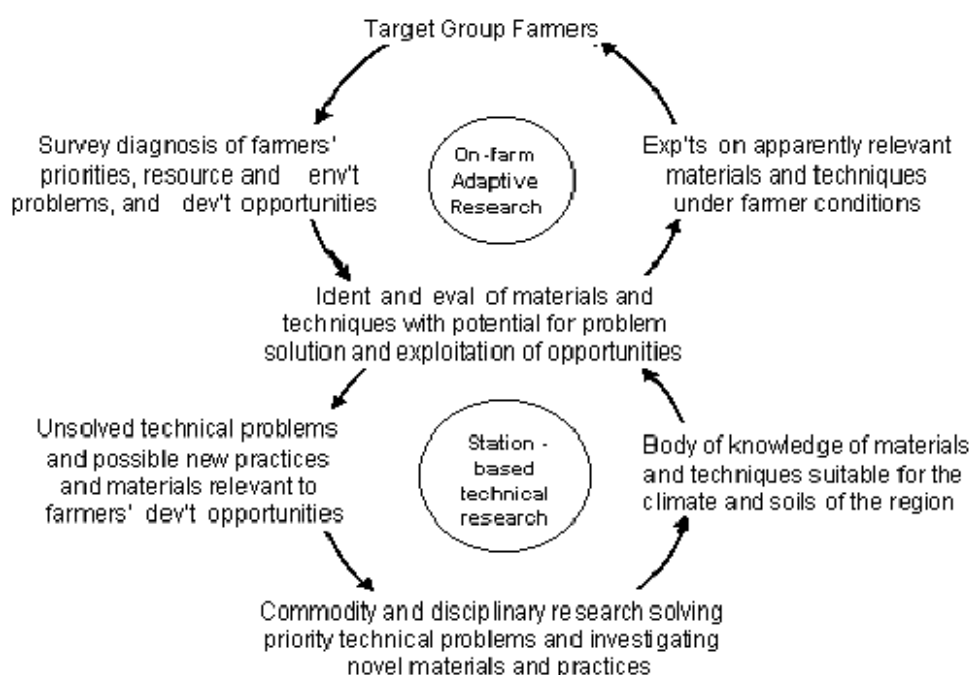 Target Group Farmers
Survey diagnosis of farmers'
priorities, resource and env't
problems, and dev't opportunities
On-farm
Adaptive
Research
Exp'ts on apparently relevant
materials and techniques
under farmer conditions
Ident and eval of materials and
techniques with potential for problem
solution and exploitation of opportunities
Unsolved technical problems
and possible new practices
and materials relevant to
farmers' dev't opportunities
Station-
based
technical
research
Body of knowledge of materials
and techniques suitable for the
climate and soils of the region
Commodity and disciplinary research solving
priority technical problems and investigating
novel materials and practices